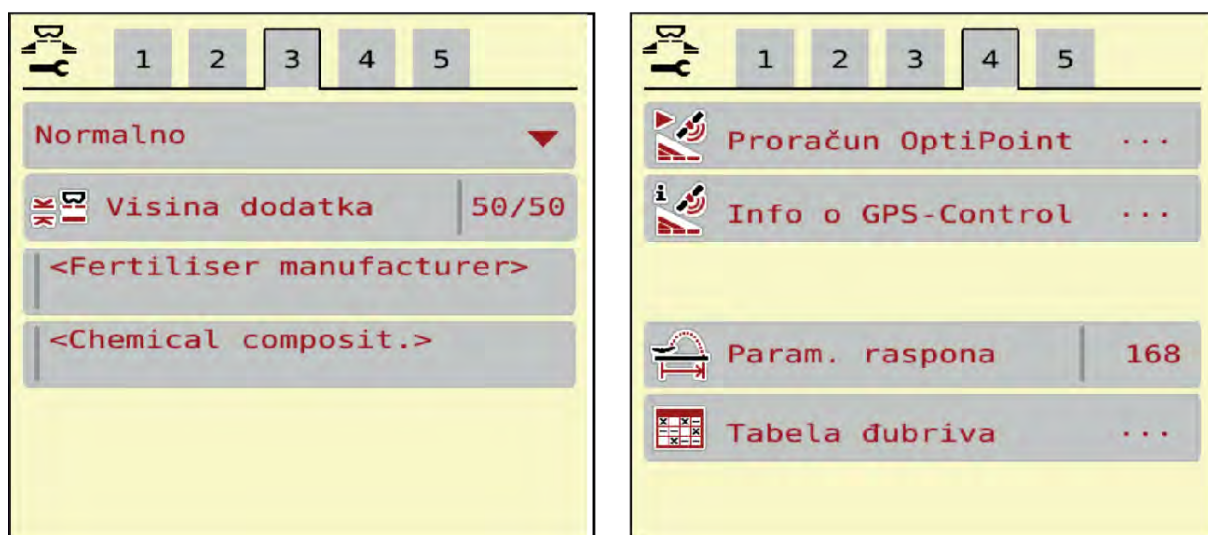 1 2 3 4 5
Normalno
Visina dodatka 50/50
<Fertiliser manufacturer>
<Chemical composit.>
1 2 3 4 5
Proračun OptiPoint ...
Info o GPS-Control ...
Param. raspona 168
Tabela đubriva ...